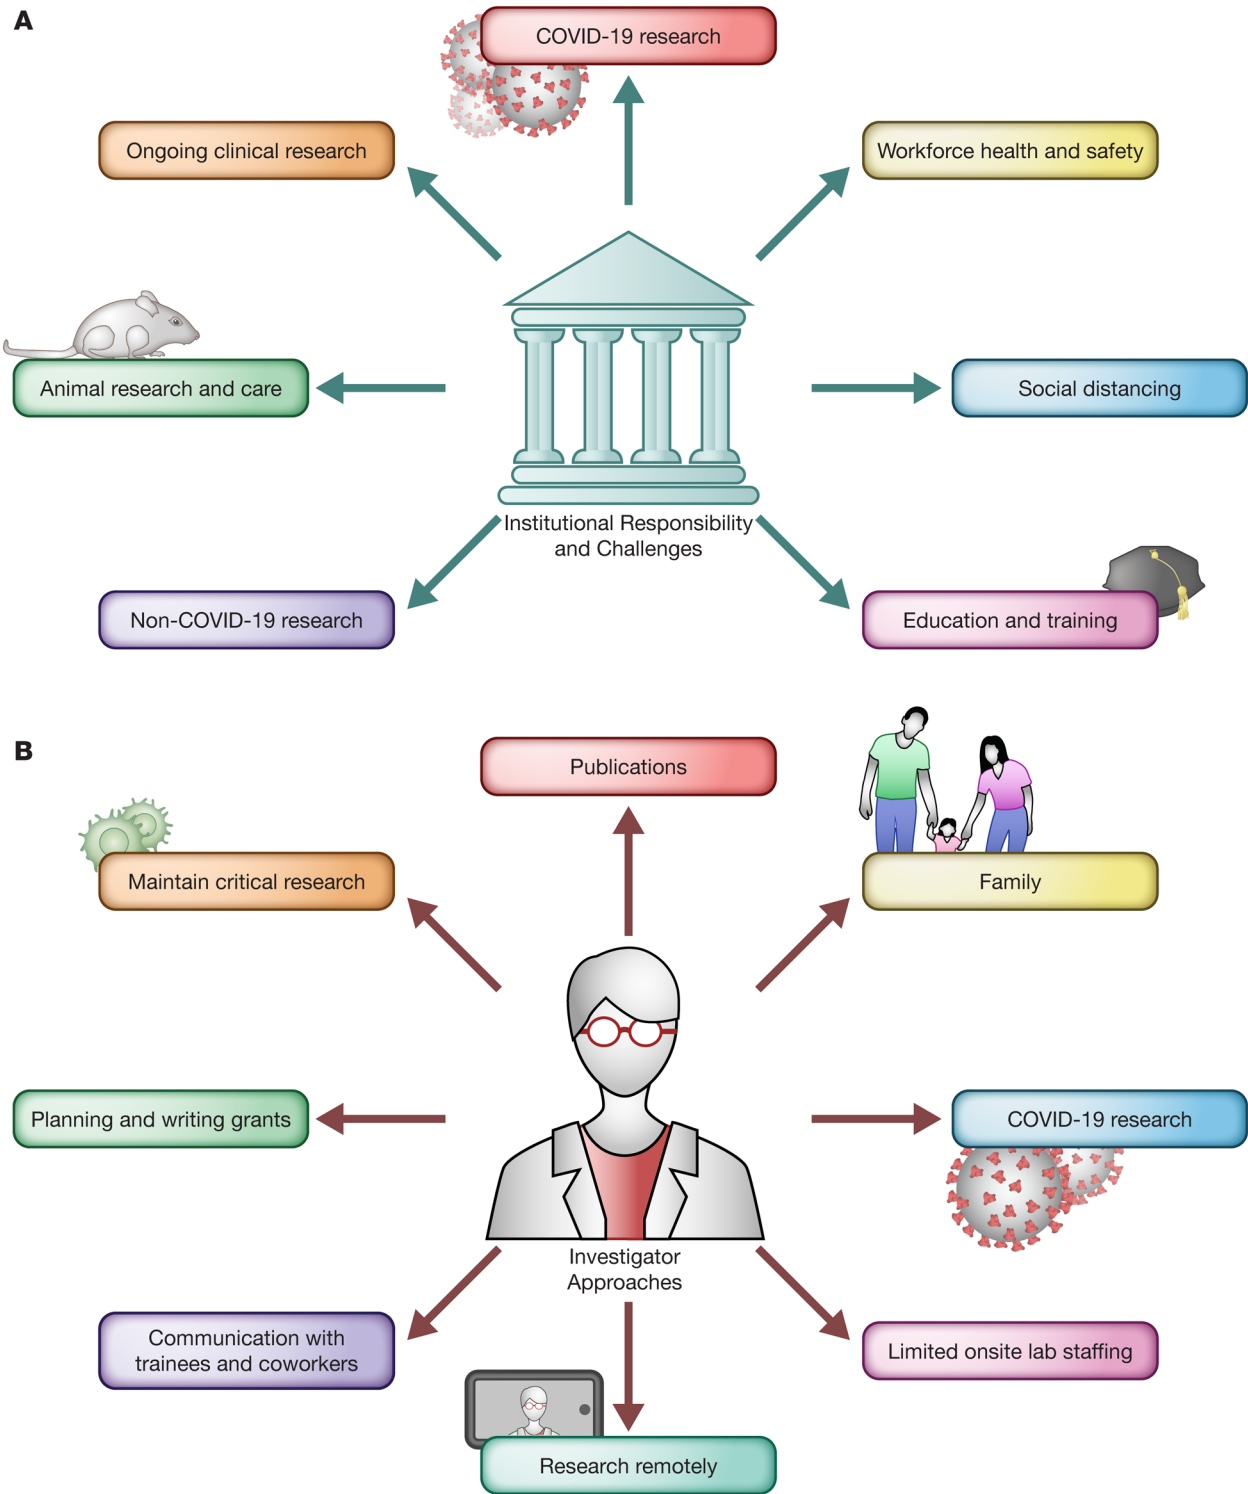 A
COVID-19 research
Ongoing clinical research
Workforce health and safety
Animal research and care
Social distancing
Institutional Responsibility
and Challenges
Non-COVID-19 research
Education and training
B
Publications
Maintain critical research
Family
Planning and writing grants
COVID-19 research
Investigator
Approaches
Communication with
trainees and coworkers
Limited onsite lab staffing
Research remotely